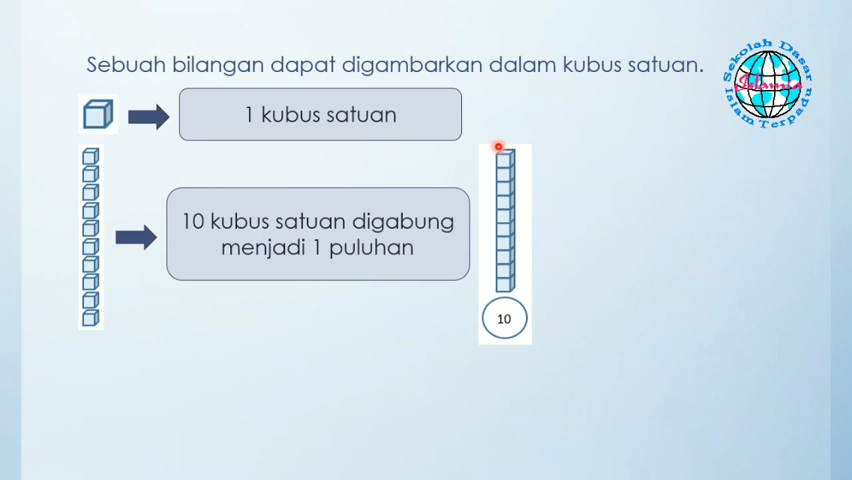 Sebuah bilangan dapat digambarkan dalam kubus satuan.
1 kubus satuan
10 kubus satuan digabung
menjadi 1 puluhan
10
Sekolah Dasar
Islam Terpadu